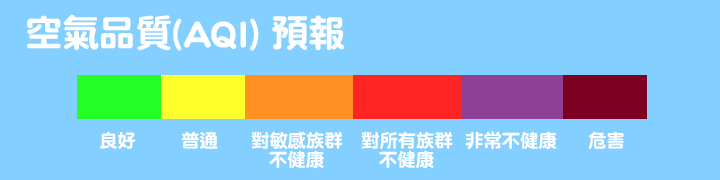 空氣品質(AQI) 預報
良好
普通
對敏感族群
不健康
對所有族群
不健康
非常不健康
危害